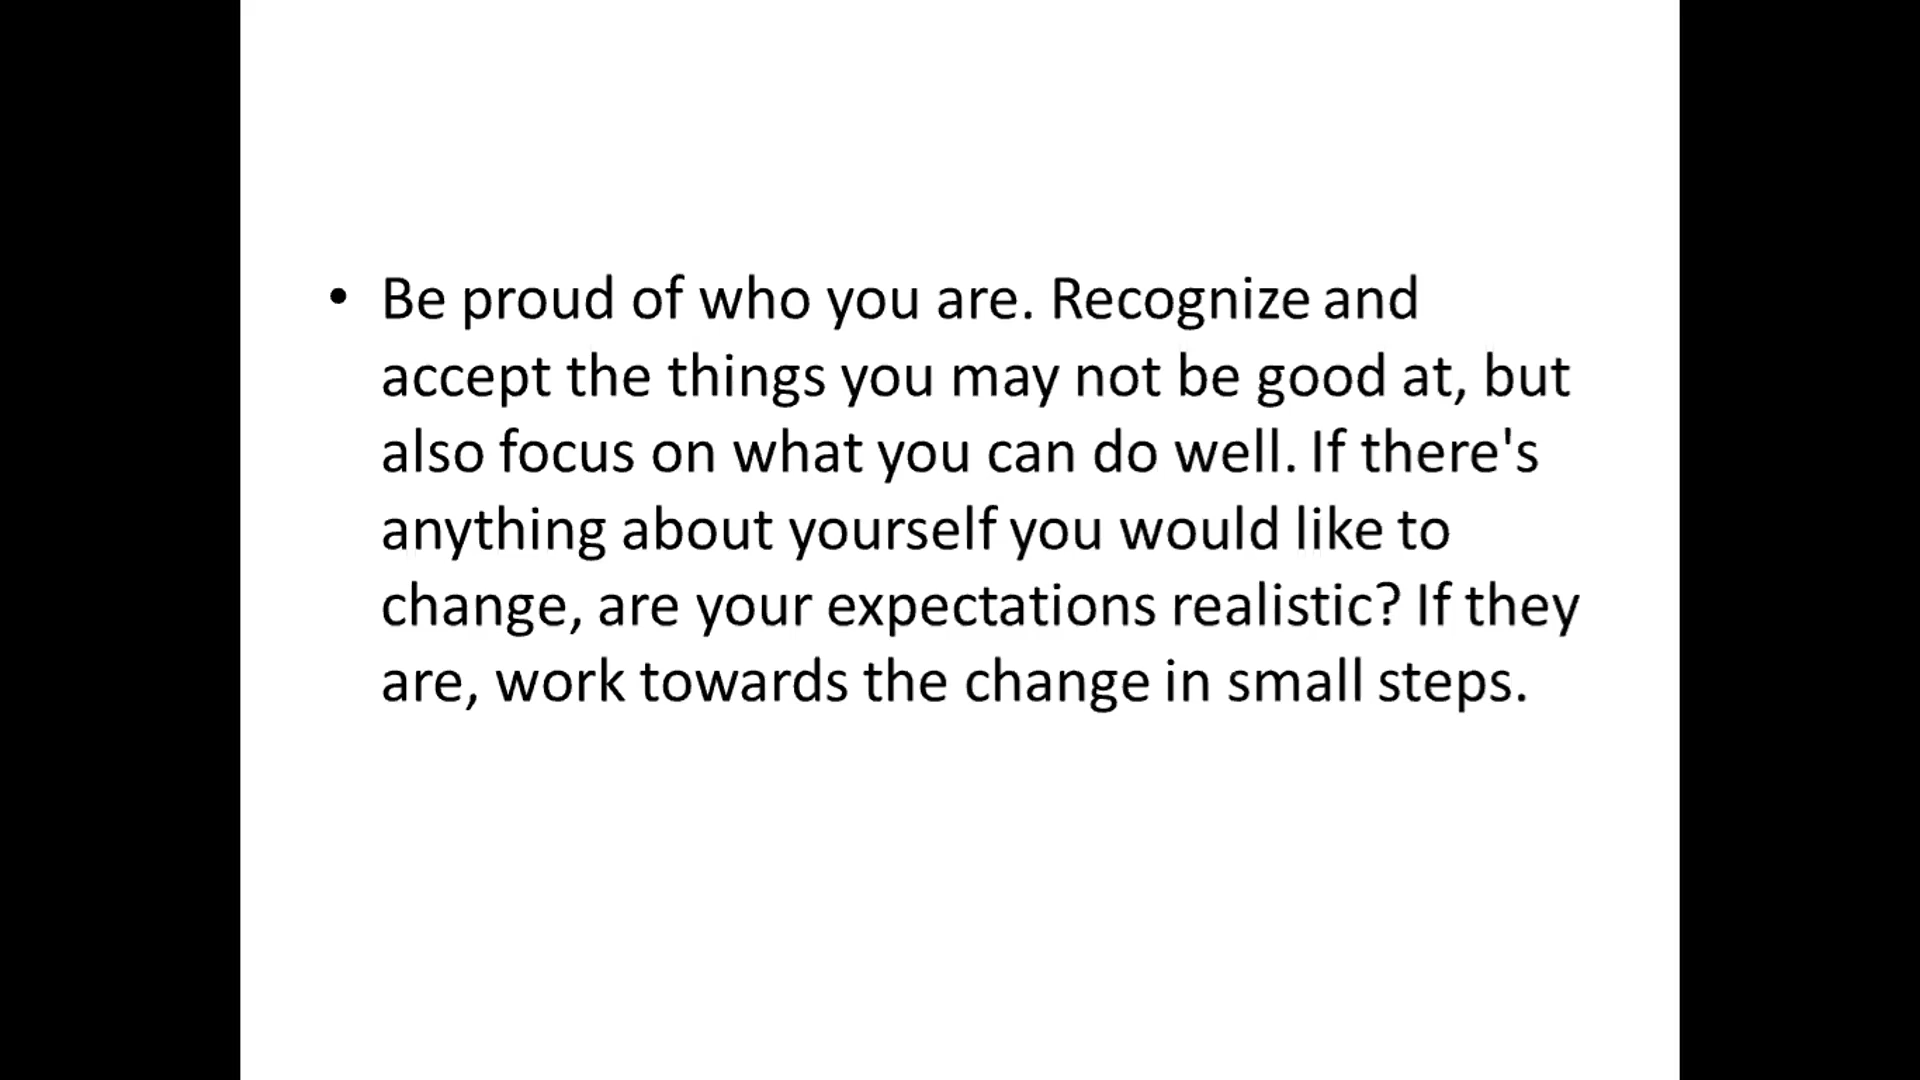 • Be proud of who you are. Recognize and
accept the things you may not be good at, but
also focus on what you can do well. If there's
anything about yourself you would like to
change, are your expectations realistic? If they
are, work towards the change in small steps.